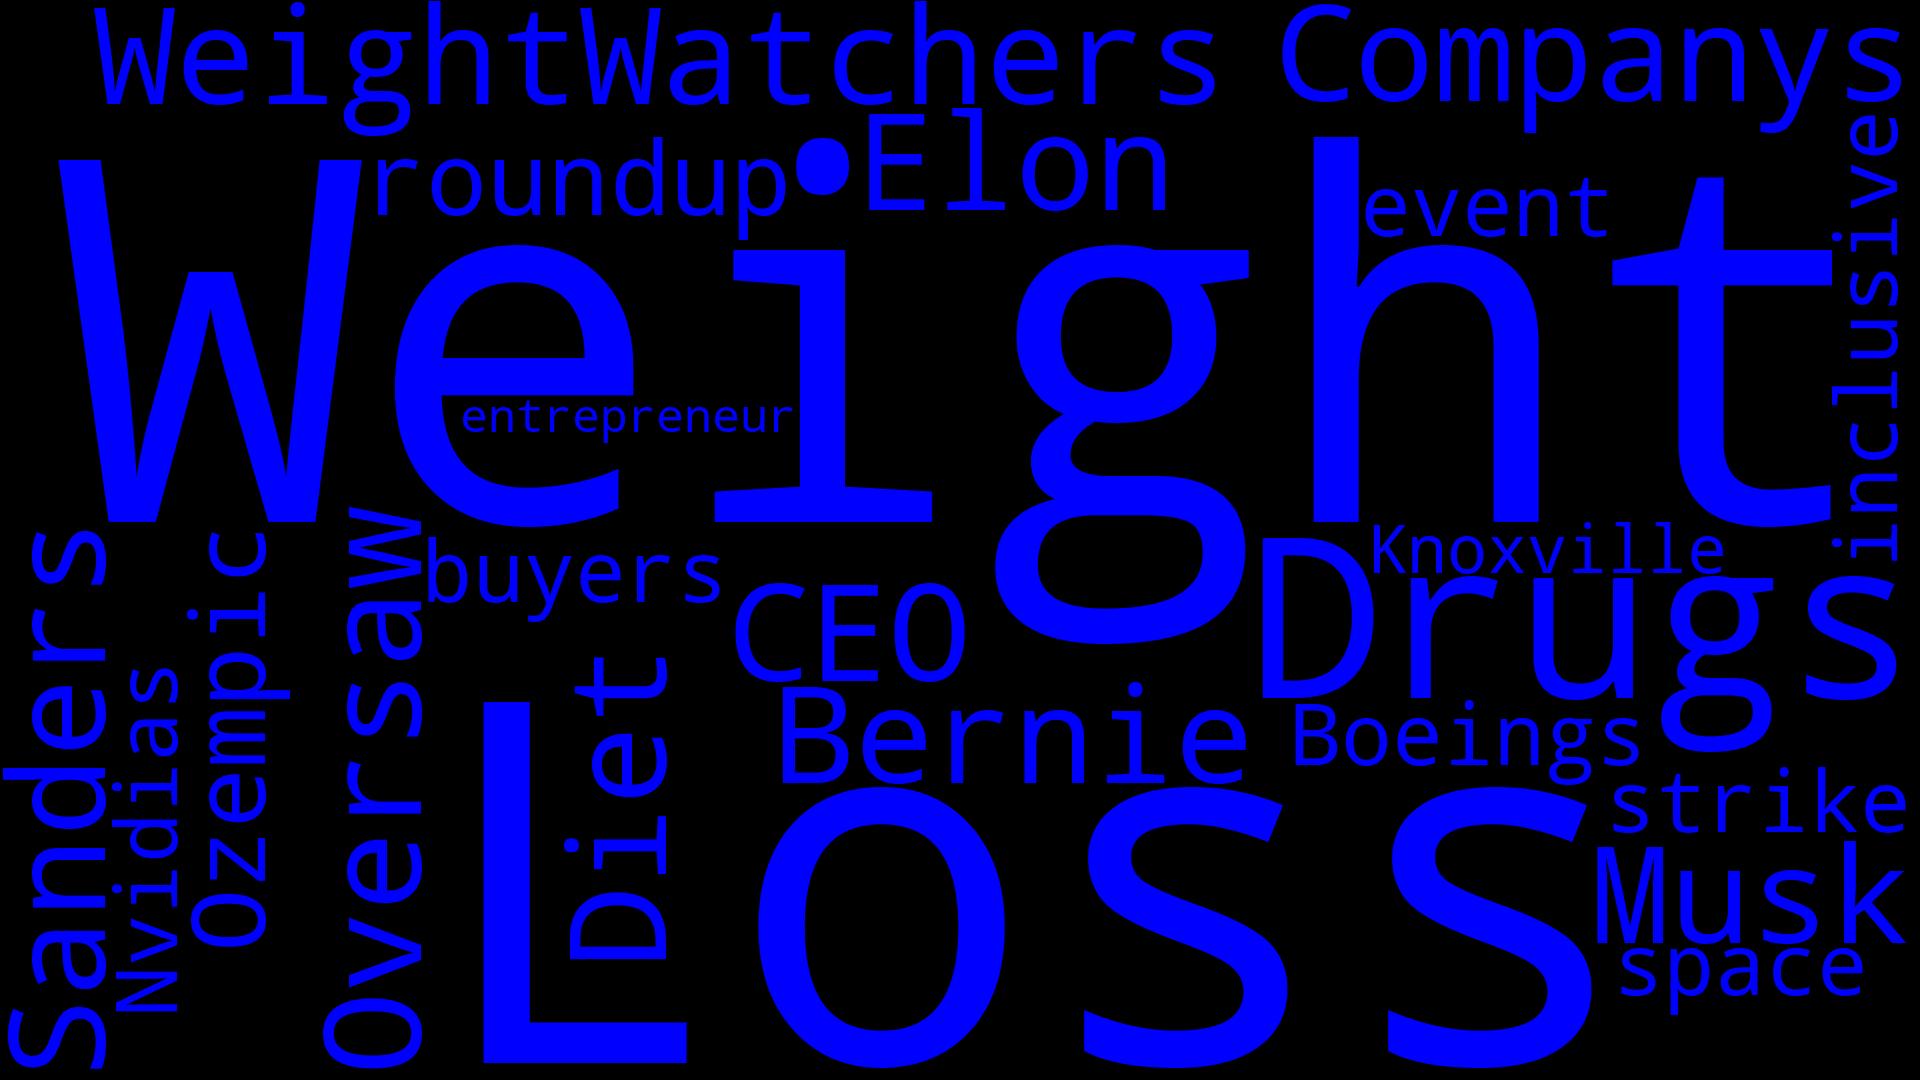 WeightWatchers Companys
roundup •Elon
event
inclusive
Weight
entrepreneur
Sanders
Nvidias
Ozempic
Oversaw
buyers
CEO
Knoxville
Drugs
Diet
Bernie
Boeings
strike
Loss
Musk
space